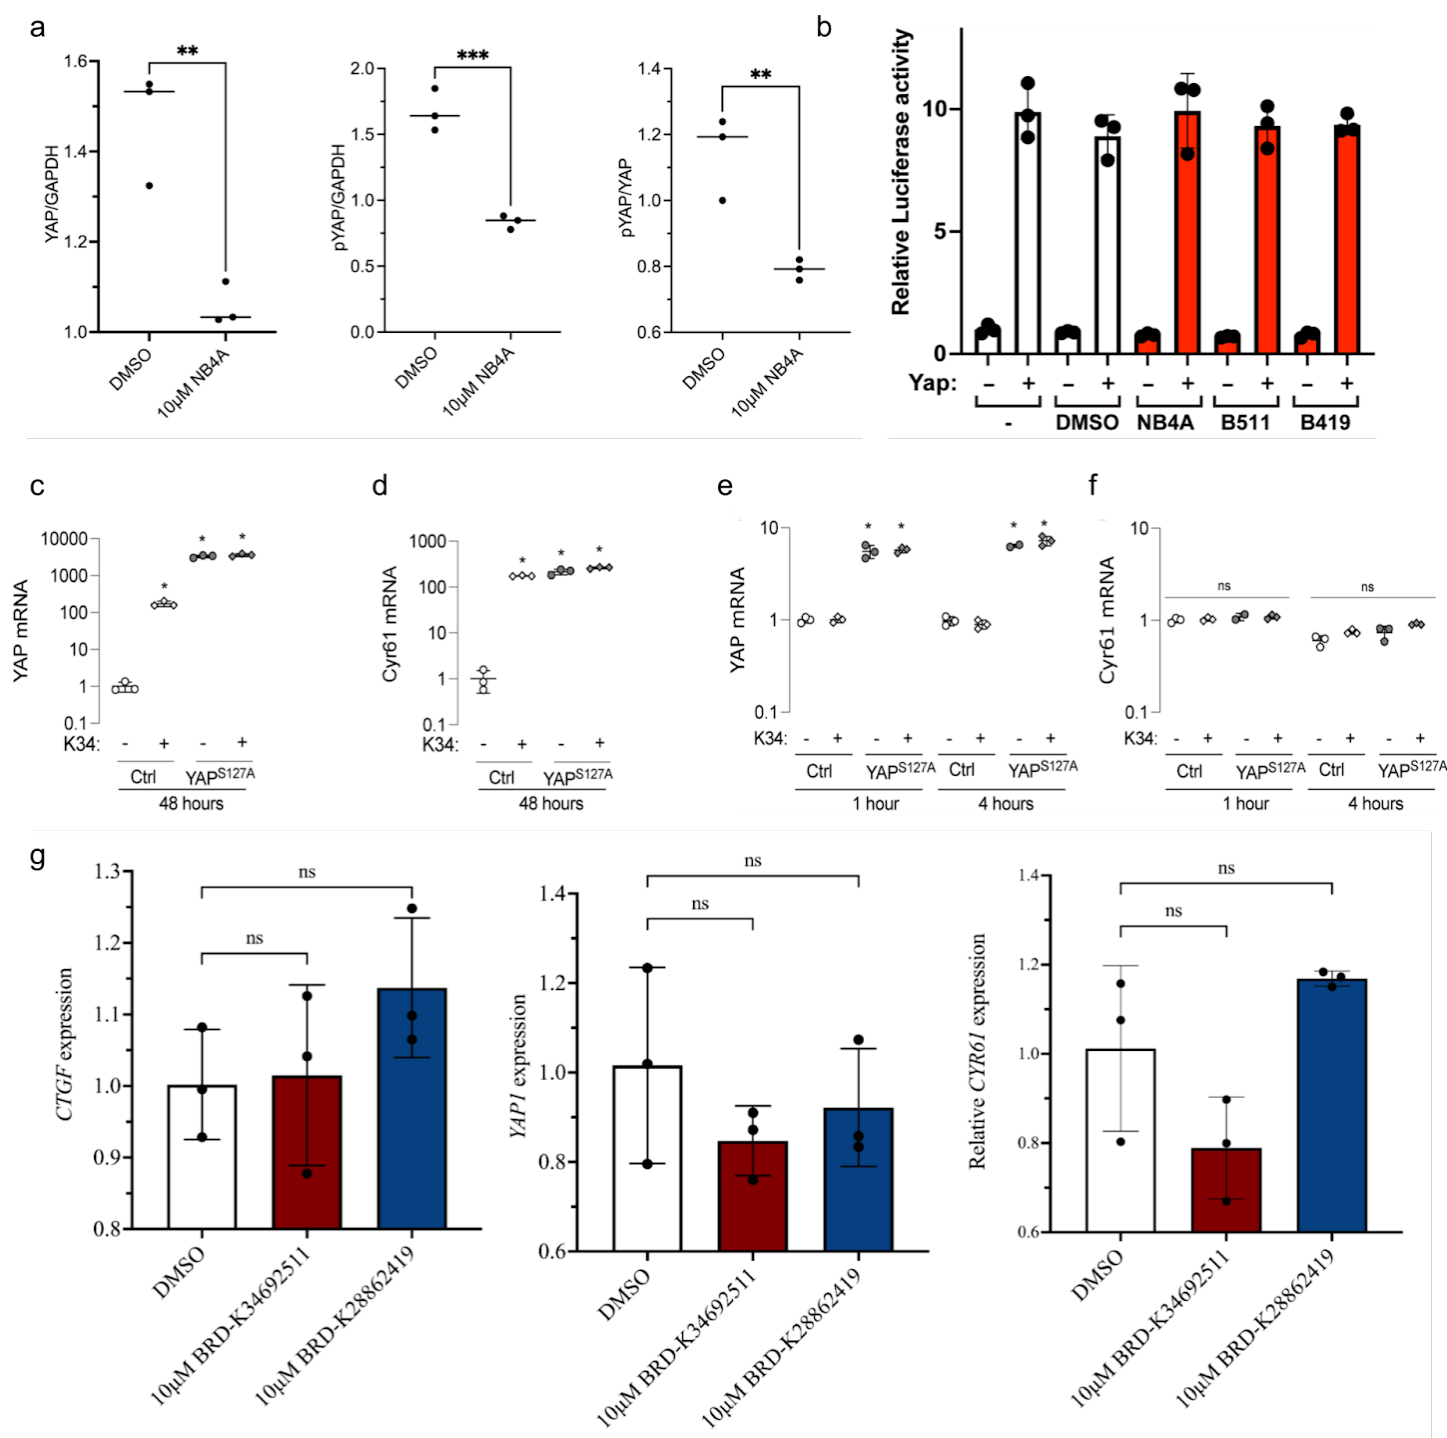 a
YAP/GAPDH
1.6
1.4
1.2
1.0
**
DMSO
10µM NB4A
pYAP/GAPDH
2.0
1.5
1.0
0.5
0.0
***
DMSO
10µM NB4A
pYAP/YAP
1.4
1.2
1.0
0.8
0.6
**
DMSO
10µM NB4A
b
Relative Luciferase activity
10
5
0
Yap: - + - + - + - + - +
- DMSO NB4A B511 B419
c
YAP mRNA
10000
1000
100
10
1
0.1
* * *
K34: - + - +
Ctrl YAPS127A
48 hours
d
Cyr61 mRNA
1000
100
10
1
0.1
* * *
K34: - + - +
Ctrl YAPS127A
48 hours
e
YAP mRNA
10
1
0.1
* * * *
K34: - + - + - + - +
Ctrl YAPS127A Ctrl YAPS127A
1 hour 4 hours
f
Cyr61 mRNA
10
1
0.1
ns ns
K34: - + - + - + - +
Ctrl YAPS127A Ctrl YAPS127A
1 hour 4 hours
g
CTGF expression
1.3
1.2
1.1
1.0
0.9
0.8
ns
ns
DMSO
10µM BRD-K34692511
10µM BRD-K28862419
YAP1 expression
1.4
1.2
1.0
0.8
0.6
ns
ns
DMSO
10µM BRD-K34692511
10µM BRD-K28862419
Relative CYR61 expression
1.4
1.2
1.0
0.8
0.6
ns
ns
DMSO
10µM BRD-K34692511
10µM BRD-K28862419